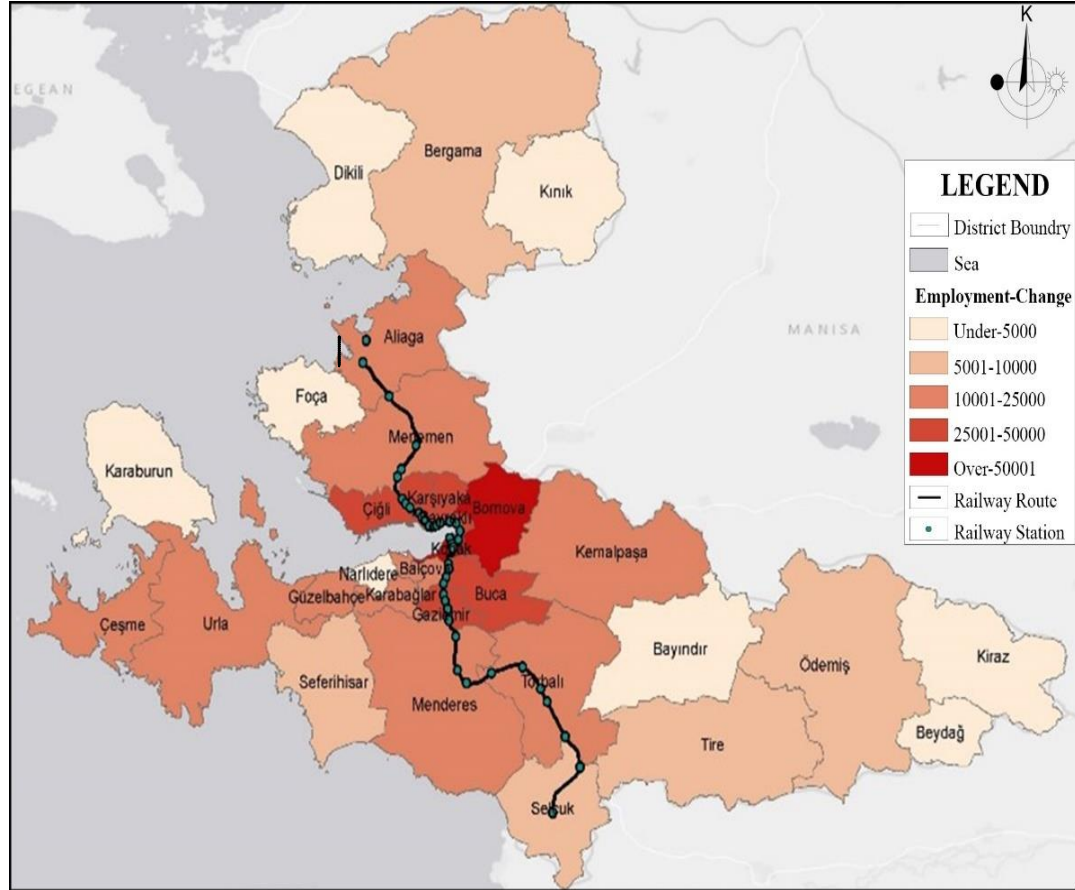 K
EGEAN
Bergama
Dikili
Kınık
LEGEND
District Boundry
Sea
Employment-Change
Under-5000
5001-10000
10001-25000
25001-50000
Over-50001
Railway Route
Railway Station
MANISA
Aliaga
Foça
Menemen
Karaburun
Karşıyaka
Bornova
Çiğli
Bayraklı
Konak
Kemalpaşa
Narlıdere
Balçova
Güzelbahçe
Karabağlar
Buca
Gaziemir
Çeşme
Urla
Bayındır
Ödemiş
Kiraz
Seferihisar
Menderes
Torbalı
Tire
Beydağ
Selçuk